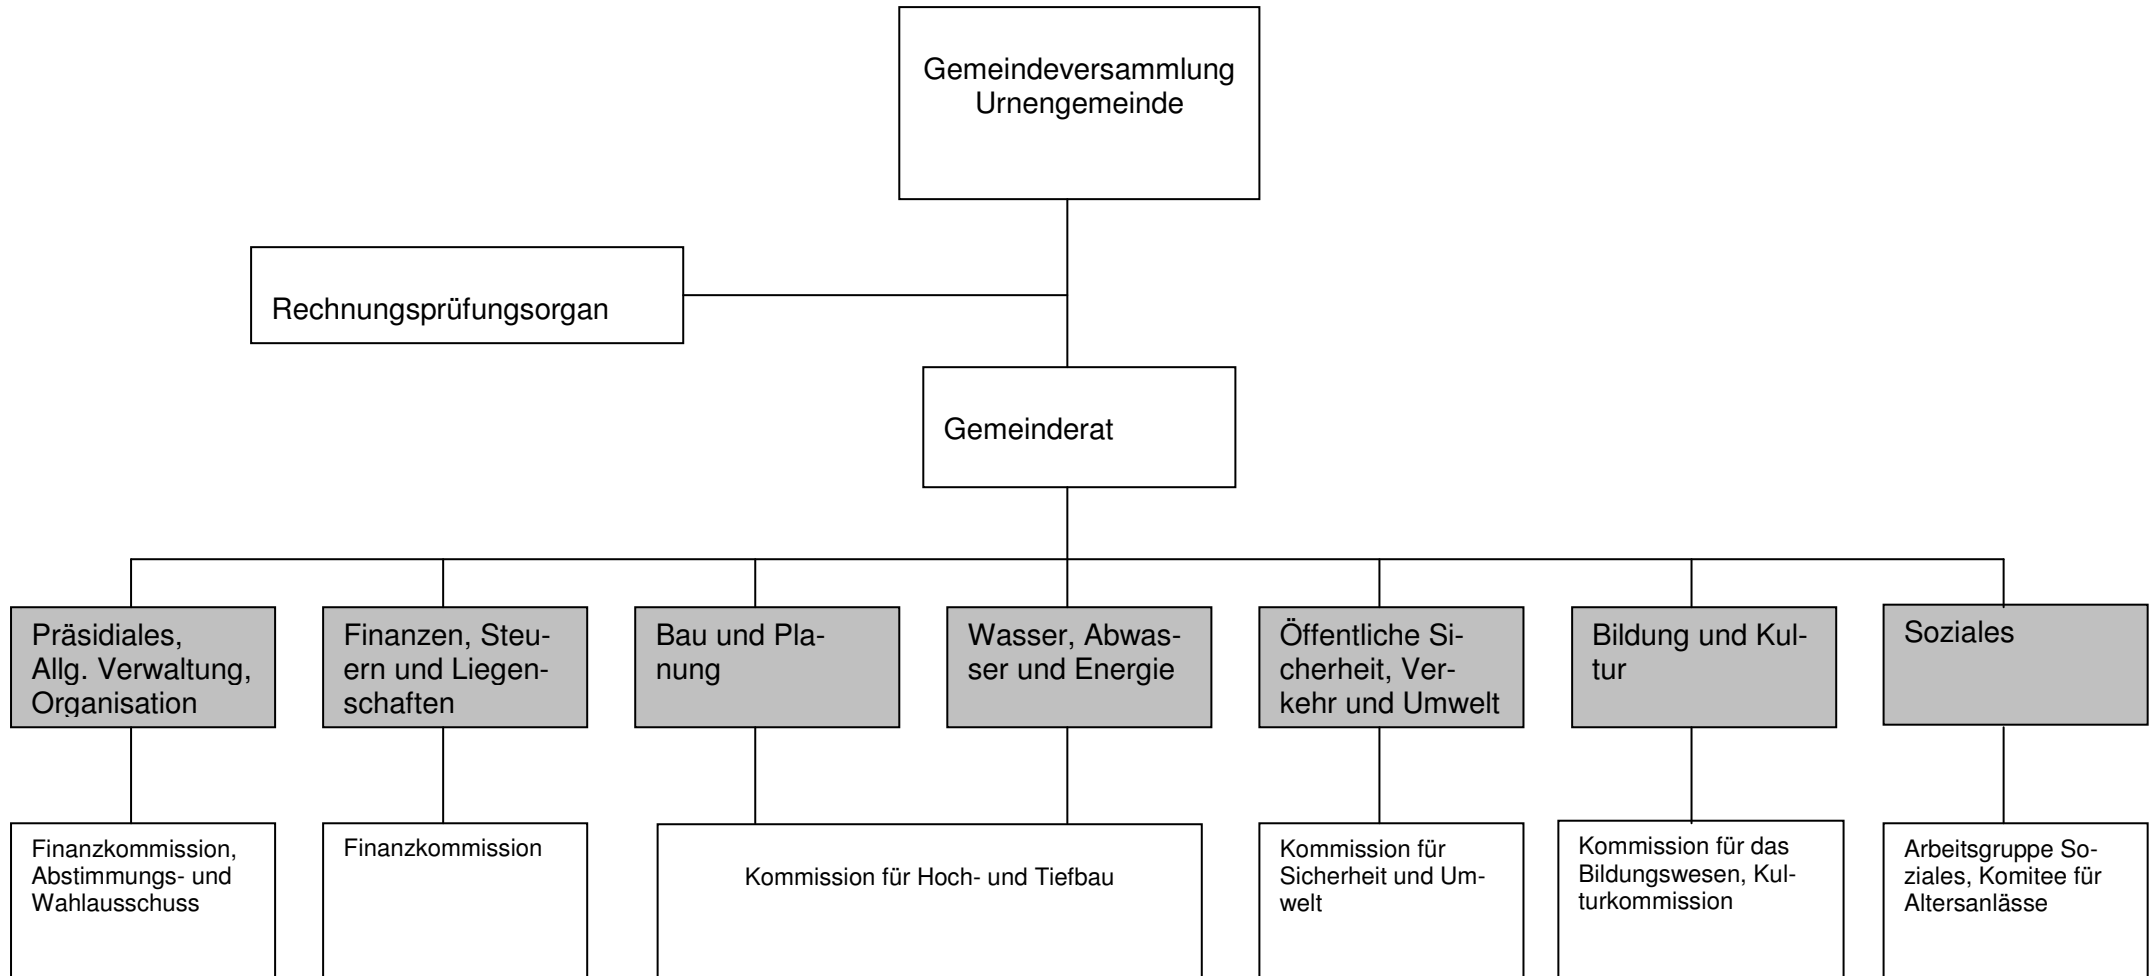 Gemeindeversammlung
Urnengemeinde
Rechnungsprüfungsorgan
Gemeinderat
Präsidiales,
Allg. Verwaltung,
Organisation
Finanzen, Steu-
ern und Liegen-
schaften
Bau und Pla-
nung
Wasser, Abwas-
ser und Energie
Öffentliche Si-
cherheit, Ver-
kehr und Umwelt
Bildung und Kul-
tur
Soziales
Finanzkommission,
Abstimmungs- und
Wahlausschuss
Finanzkommission
Kommission für Hoch- und Tiefbau
Kommission für
Sicherheit und Um-
welt
Kommission für das
Bildungswesen, Kul-
turkommission
Arbeitsgruppe So-
ziales, Komitee für
Altersanlässe